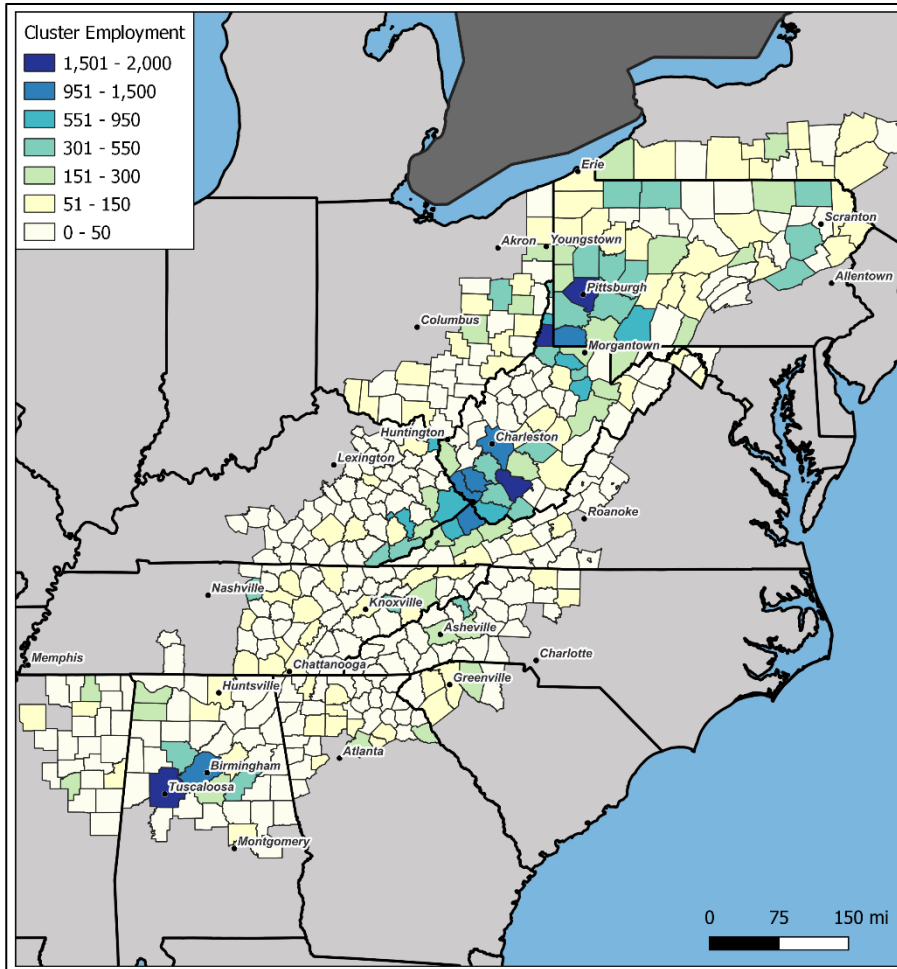 Cluster Employment
1,501 - 2,000
951 - 1,500
551 - 950
301 - 550
151 - 300
51 - 150
0 - 50
Erie
Scranton
Akron
Youngstown
Allentown
Pittsburgh
Columbus
Morgantown
Huntington
Charleston
Lexington
Roanoke
Nashville
Knoxville
Asheville
Memphis
Chattanooga
Charlotte
Huntsville
Greenville
Atlanta
Birmingham
Tuscaloosa
Montgomery
0 75 150 mi